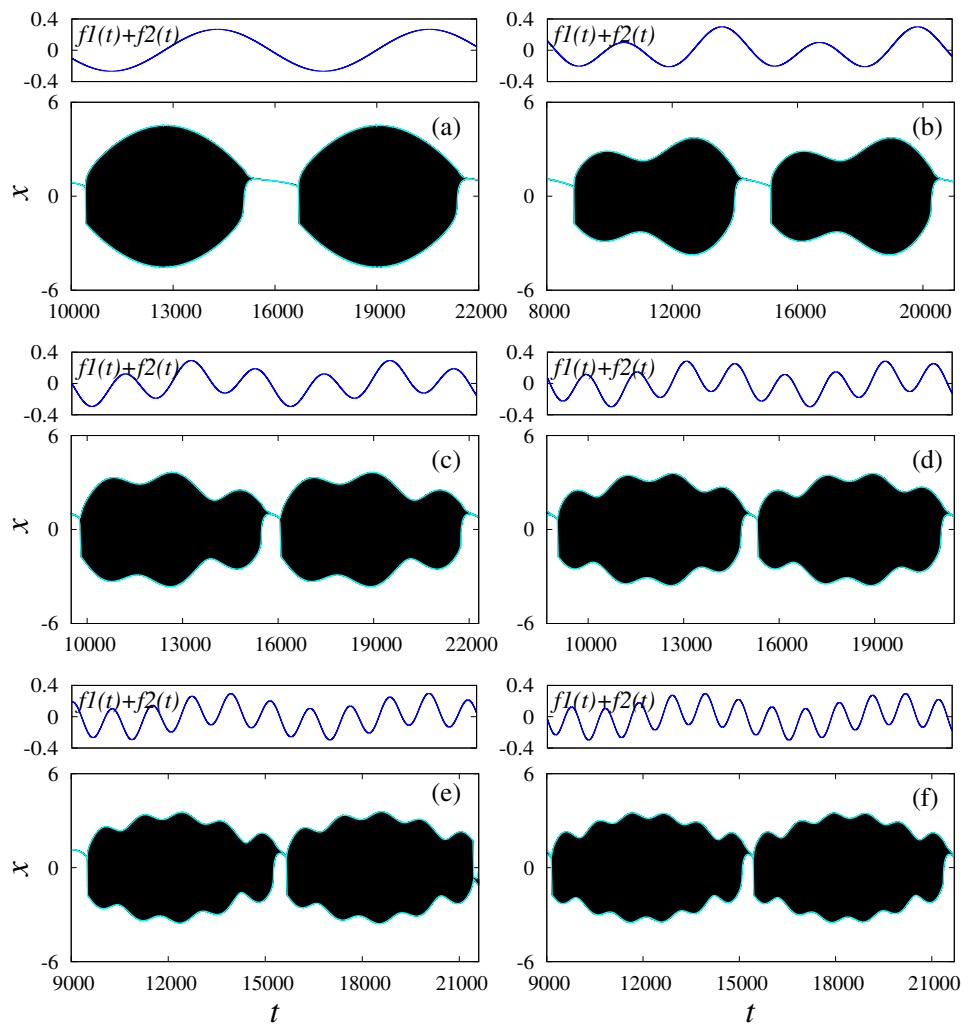 0.4 0 -0.4 f1(t)+f2(t) 0.4 0 -0.4 f1(t)+f2(t)
6 0 -6 x (a) 6 0 -6 (b)
10000 13000 16000 19000 22000 8000 12000 16000 20000
0.4 0 -0.4 f1(t)+f2(t) 0.4 0 -0.4 f1(t)+f2(t)
6 0 -6 x (c) 6 0 -6 (d)
10000 13000 16000 19000 22000 10000 13000 16000 19000
0.4 0 -0.4 f1(t)+f2(t) 0.4 0 -0.4 f1(t)+f2(t)
6 0 -6 x (e) 6 0 -6 (f)
9000 12000 15000 18000 21000 9000 12000 15000 18000 21000
t t